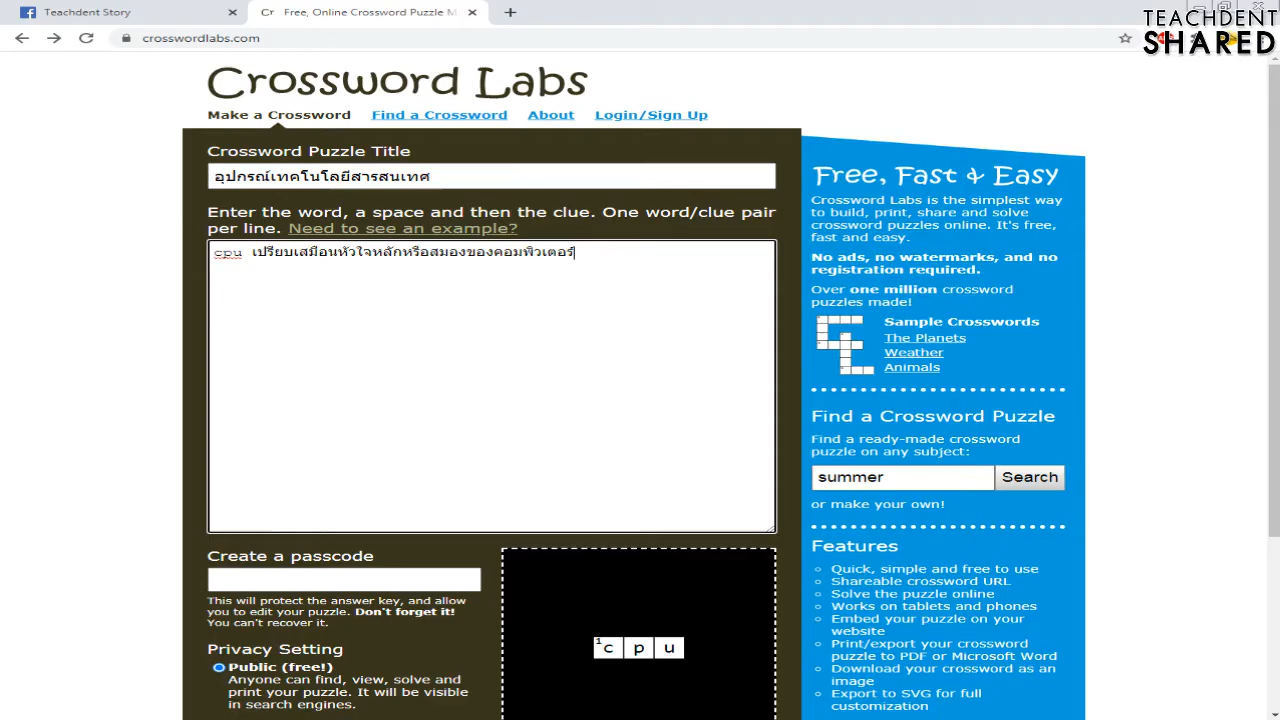 Teachdent Story
Cr Free, Online Crossword Puzzle M
TEACHDENT
SHARED
crosswordlabs.com
Crossword Labs
Make a Crossword Find a Crossword About Login/Sign Up
Crossword Puzzle Title
อุปกรณ์เทคโนโลยีสารสนเทศ
Enter the word, a space and then the clue. One word/clue pair
per line. Need to see an example?
cpu เปรียบเสมือนหัวใจหลักหรือสมองของคอมพิวเตอร์
Create a passcode
This will protect the answer key, and allow
you to edit your puzzle. Don't forget it!
You can't recover it.
Privacy Setting
Public (free!)
Anyone can find, view, solve and
print your puzzle. It will be visible
in search engines.
1
c p u
Free, Fast & Easy
Crossword Labs is the simplest way
to build, print, share and solve
crossword puzzles online. It's free,
fast and easy.
No ads, no watermarks, and no
registration required.
Over one million crossword
puzzles made!
Sample Crosswords
The Planets
Weather
Animals
Find a Crossword Puzzle
Find a ready-made crossword
puzzle on any subject:
summer Search
or make your own!
Features
Quick, simple and free to use
Shareable crossword URL
Solve the puzzle online
Works on tablets and phones
Embed your puzzle on your
website
Print/export your crossword
puzzle to PDF or Microsoft Word
Download your crossword as an
image
Export to SVG for full
customization